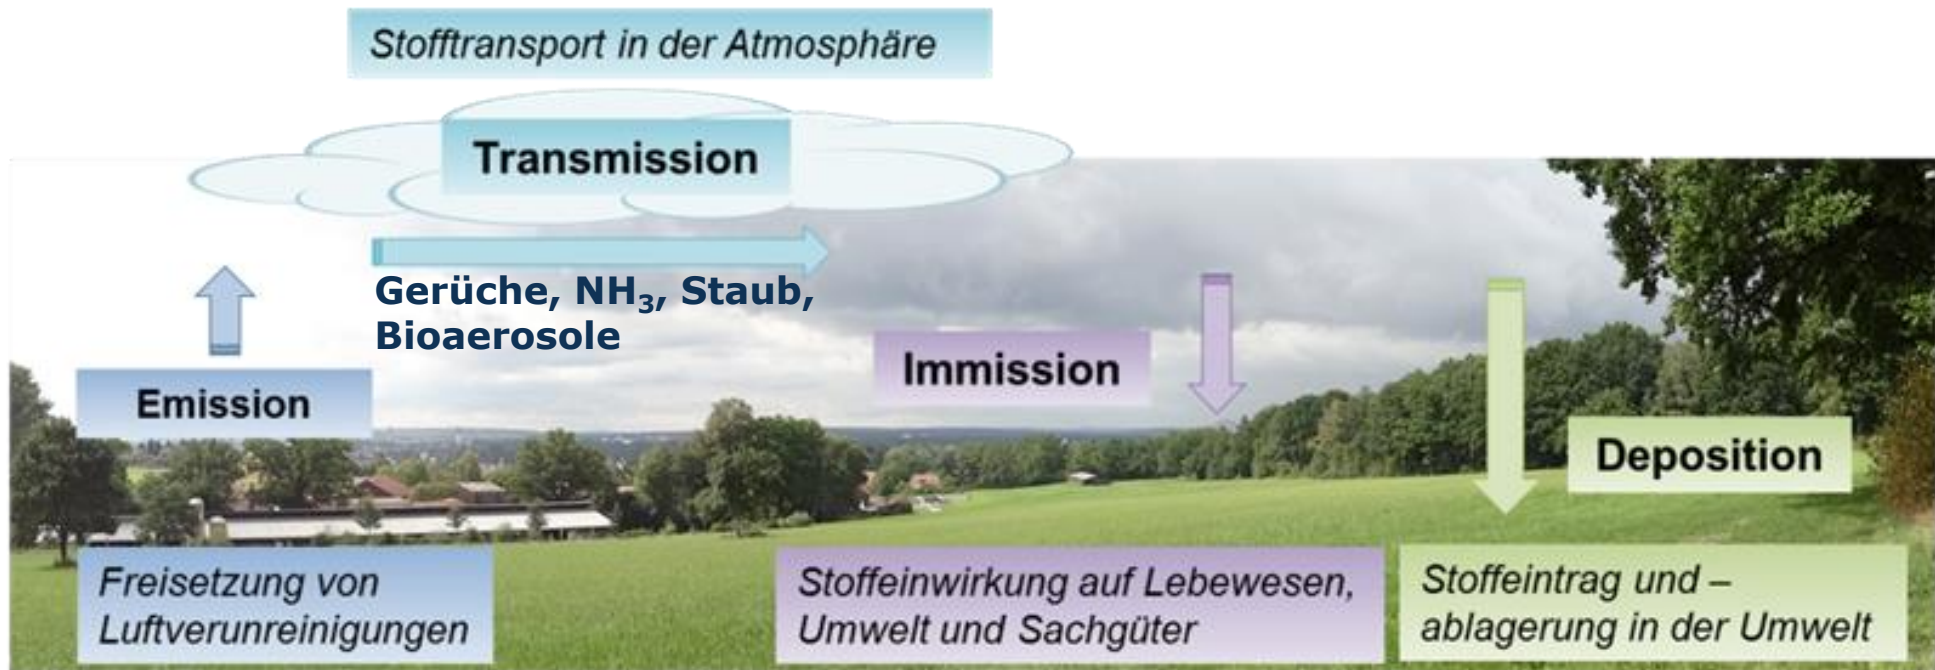 Stofftransport in der Atmosphäre
Transmission
Gerüche, NH₃, Staub,
Bioaerosole
Emission
Immission
Deposition
Freisetzung von
Luftverunreinigungen
Stoffeinwirkung auf Lebewesen,
Umwelt und Sachgüter
Stoffeintrag und –
ablagerung in der Umwelt